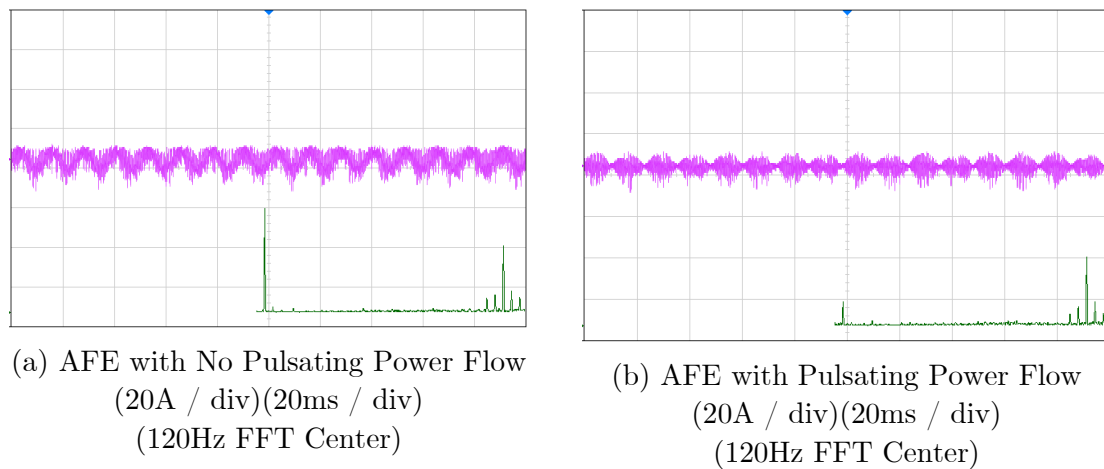 (a) AFE with No Pulsating Power Flow
(20A / div)(20ms / div)
(120Hz FFT Center)
(b) AFE with Pulsating Power Flow
(20A / div)(20ms / div)
(120Hz FFT Center)